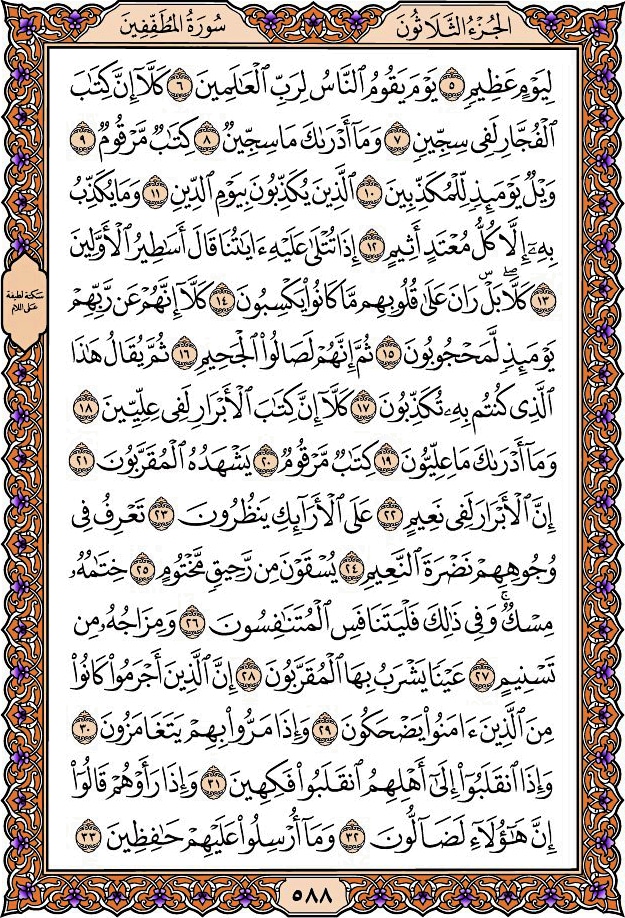 الجُزْءُ الثَّلَاثُونَ
سُورَةُ المُطَفِّفِينَ
لِيَوْمٍ عَظِيمٍ ٥ يَوْمَ يَقُومُ ٱلنَّاسُ لِرَبِّ ٱلْعَٰلَمِينَ ٦ كَلَّآ إِنَّ كِتَٰبَ
ٱلْفُجَّارِ لَفِى سِجِّينٍ ٧ وَمَآ أَدْرَىٰكَ مَا سِجِّينٌ ٨ كِتَٰبٌ مَّرْقُومٌ ٩
وَيْلٌ يَوْمَئِذٍ لِّلْمُكَذِّبِينَ ١٠ ٱلَّذِينَ يُكَذِّبُونَ بِيَوْمِ ٱلدِّينِ ١١ وَمَا يُكَذِّبُ
بِهِۦٓ إِلَّا كُلُّ مُعْتَدٍ أَثِيمٍ ١٢ إِذَا تُتْلَىٰ عَلَيْهِ ءَايَٰتُنَا قَالَ أَسَٰطِيرُ ٱلْأَوَّلِينَ
١٣ كَلَّا ۖ بَلْ ۜ رَانَ عَلَىٰ قُلُوبِهِم مَّا كَانُوا۟ يَكْسِبُونَ ١٤ كَلَّآ إِنَّهُمْ عَن رَّبِّهِمْ
يَوْمَئِذٍ لَّمَحْجُوبُونَ ١٥ ثُمَّ إِنَّهُمْ لَصَالُوا۟ ٱلْجَحِيمِ ١٦ ثُمَّ يُقَالُ هَٰذَا
ٱلَّذِى كُنتُم بِهِۦ تُكَذِّبُونَ ١٧ كَلَّآ إِنَّ كِتَٰبَ ٱلْأَبْرَارِ لَفِى عِلِّيِّينَ ١٨
وَمَآ أَدْرَىٰكَ مَا عِلِّيُّونَ ١٩ كِتَٰبٌ مَّرْقُومٌ ٢٠ يَشْهَدُهُ ٱلْمُقَرَّبُونَ ٢١
إِنَّ ٱلْأَبْرَارَ لَفِى نَعِيمٍ ٢٢ عَلَى ٱلْأَرَآئِكِ يَنظُرُونَ ٢٣ تَعْرِفُ فِى
وُجُوهِهِمْ نَضْرَةَ ٱلنَّعِيمِ ٢٤ يُسْقَوْنَ مِن رَّحِيقٍ مَّخْتُومٍ ٢٥ خِتَٰمُهُۥ
مِسْكٌ ۚ وَفِى ذَٰلِكَ فَلْيَتَنَافَسِ ٱلْمُتَنَٰفِسُونَ ٢٦ وَمِزَاجُهُۥ مِن
تَسْنِيمٍ ٢٧ عَيْنًا يَشْرَبُ بِهَا ٱلْمُقَرَّبُونَ ٢٨ إِنَّ ٱلَّذِينَ أَجْرَمُوا۟ كَانُوا۟
مِنَ ٱلَّذِينَ ءَامَنُوا۟ يَضْحَكُونَ ٢٩ وَإِذَا مَرُّوا۟ بِهِمْ يَتَغَامَزُونَ ٣٠
وَإِذَا ٱنقَلَبُوٓا۟ إِلَىٰٓ أَهْلِهِمُ ٱنقَلَبُوا۟ فَكِهِينَ ٣١ وَإِذَا رَأَوْهُمْ قَالُوٓا۟
إِنَّ هَٰٓؤُلَآءِ لَضَآلُّونَ ٣٢ وَمَآ أُرْسِلُوا۟ عَلَيْهِمْ حَٰفِظِينَ ٣٣
سَكْتَة لَطيفَة
عَلى اللام
٥٨٨